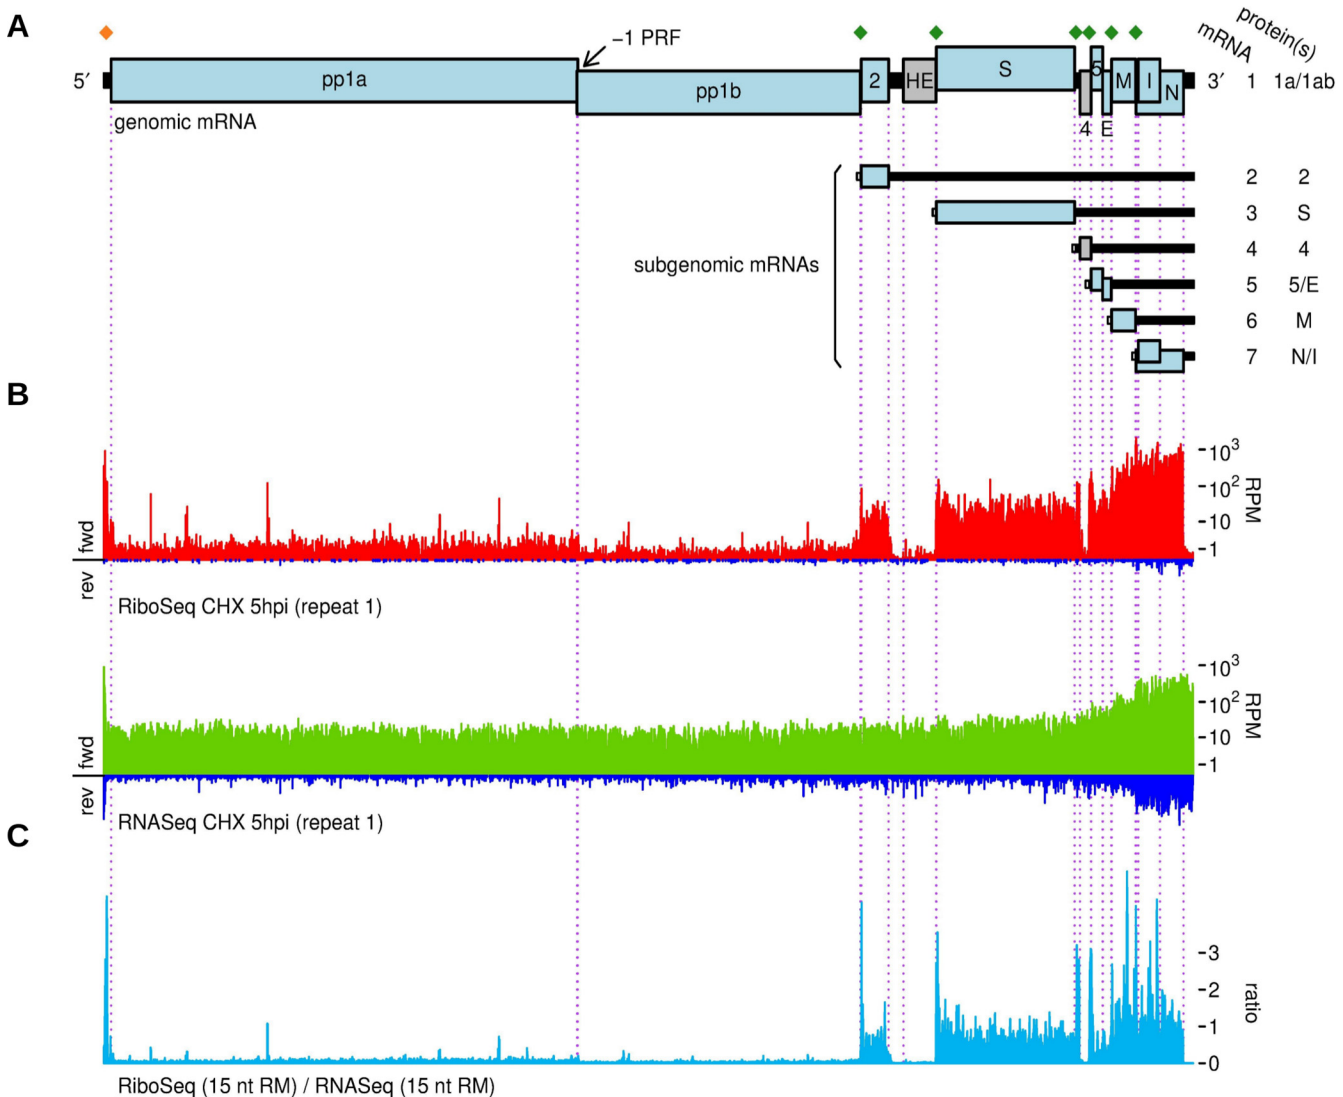 A
mRNA
protein(s)
−1 PRF
5′
pp1a
pp1b
2
HE
S
4
5
E
M
I
N
3′
1
1a/1ab
genomic mRNA
subgenomic mRNAs
2 2
3 S
4 4
5 5/E
6 M
7 N/I
B
10³
10²
10
1
RPM
fwd
rev
RiboSeq CHX 5hpi (repeat 1)
10³
10²
10
1
RPM
fwd
rev
RNASeq CHX 5hpi (repeat 1)
C
3
2
1
0
ratio
RiboSeq (15 nt RM) / RNASeq (15 nt RM)